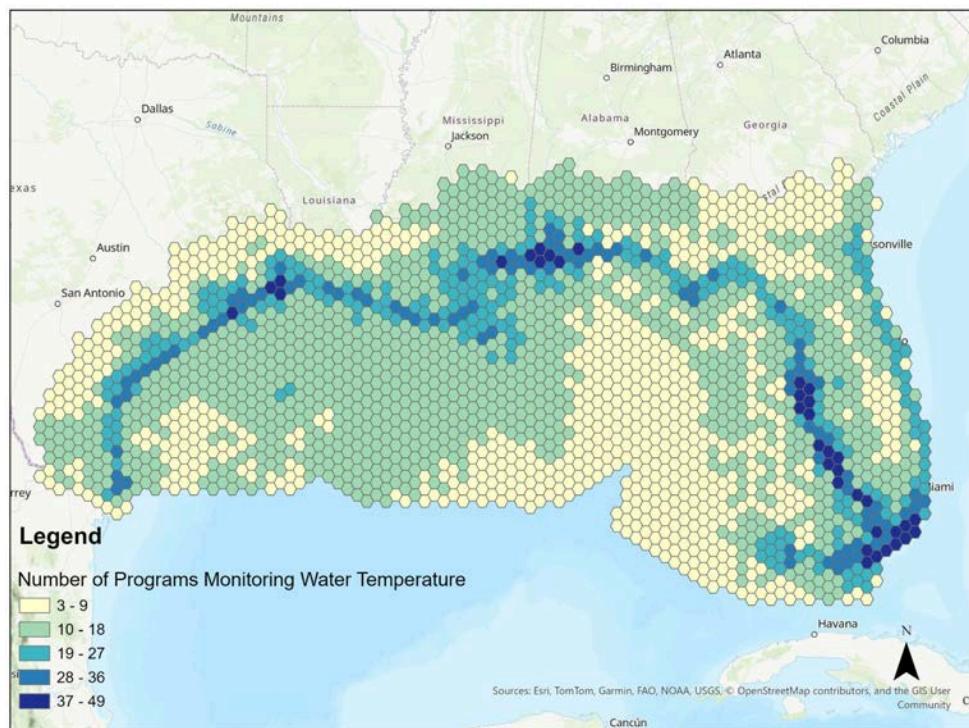 Mountains
Columbia
Atlanta
Birmingham
Dallas
Coastal Plain
Sabine
Mississippi
Alabama
Georgia
Jackson
Montgomery
exas
Louisiana
Austin
sonville
San Antonio
rrey
Miami
Legend
Number of Programs Monitoring Water Temperature
3 - 9
10 - 18
19 - 27
28 - 36
37 - 49
Havana
N
Sources: Esri, TomTom, Garmin, FAO, NOAA, USGS, © OpenStreetMap contributors, and the GIS User
Community
Cancún